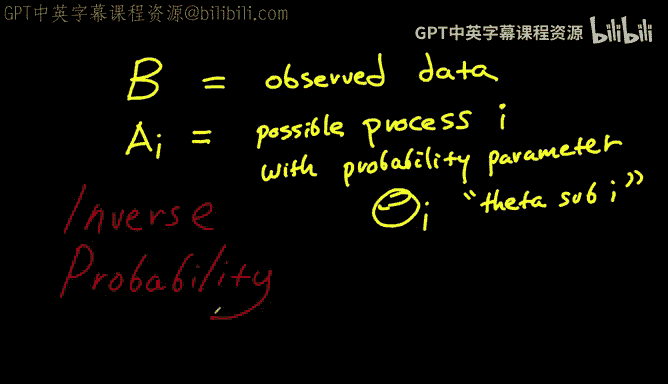 GPT中英字幕课程资源@bilibili.com
GPT中英字幕课程资源 bilibili
B = observed data
Ai = possible process i
with probability parameter
θi "theta sub i"
Inverse
Probability